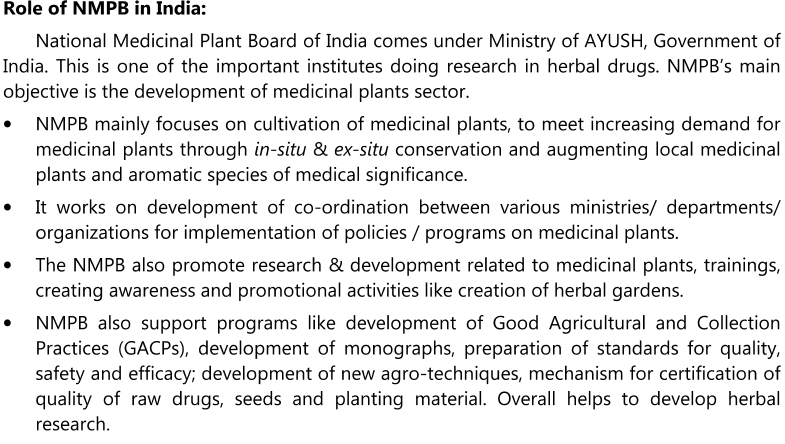 Role of NMPB in India:
National Medicinal Plant Board of India comes under Ministry of AYUSH, Government of
India. This is one of the important institutes doing research in herbal drugs. NMPB's main
objective is the development of medicinal plants sector.
• NMPB mainly focuses on cultivation of medicinal plants, to meet increasing demand for
medicinal plants through in-situ & ex-situ conservation and augmenting local medicinal
plants and aromatic species of medical significance.
• It works on development of co-ordination between various ministries/ departments/
organizations for implementation of policies / programs on medicinal plants.
• The NMPB also promote research & development related to medicinal plants, trainings,
creating awareness and promotional activities like creation of herbal gardens.
• NMPB also support programs like development of Good Agricultural and Collection
Practices (GACPs), development of monographs, preparation of standards for quality,
safety and efficacy; development of new agro-techniques, mechanism for certification of
quality of raw drugs, seeds and planting material. Overall helps to develop herbal
research.